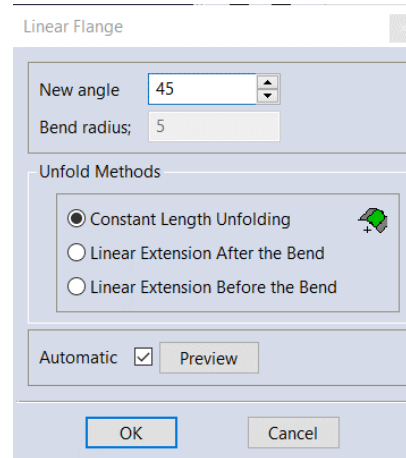 Linear Flange
New angle 45
Bend radius; 5
Unfold Methods
Constant Length Unfolding
Linear Extension After the Bend
Linear Extension Before the Bend
Automatic Preview
OK Cancel